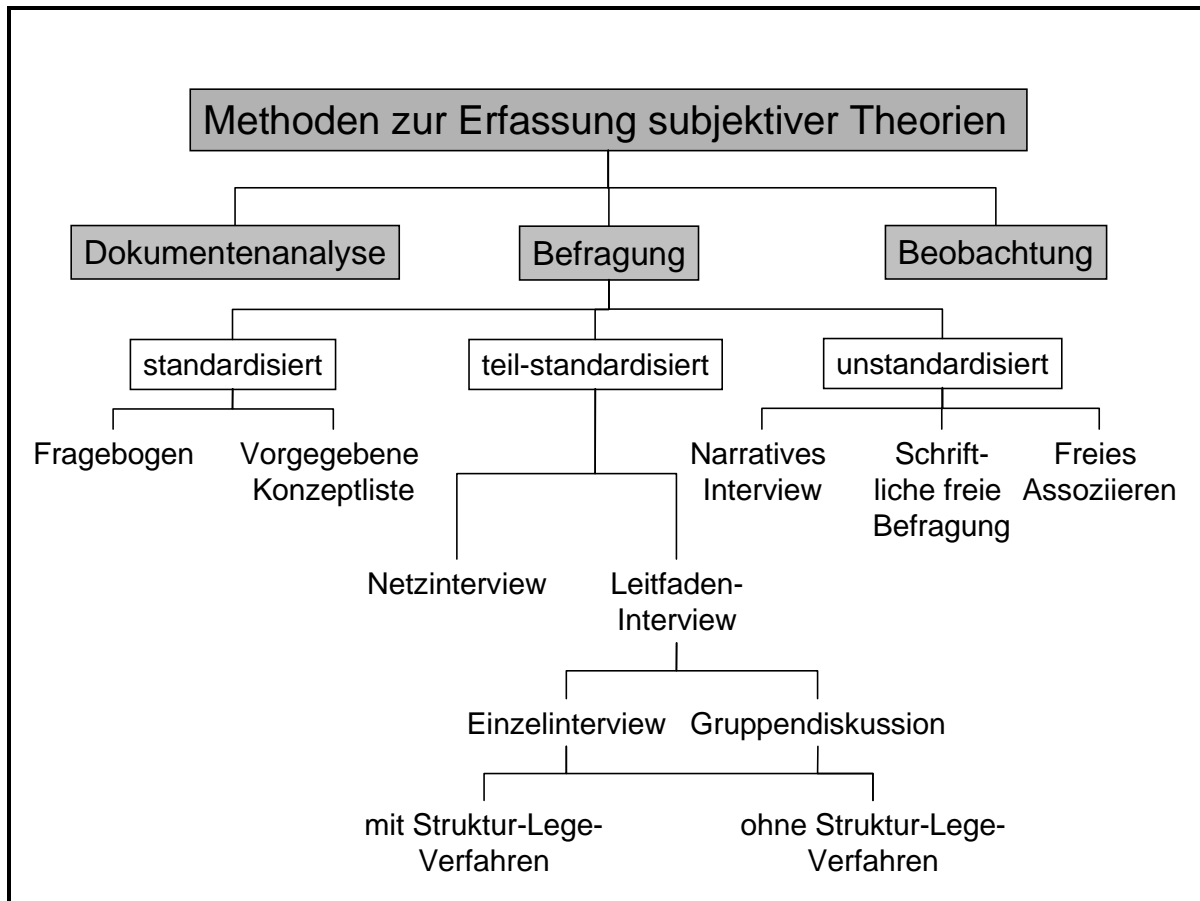 Methoden zur Erfassung subjektiver Theorien
Dokumentenanalyse
Befragung
Beobachtung
standardisiert
teil-standardisiert
unstandardisiert
Fragebogen
Vorgegebene
Konzeptliste
Narratives
Interview
Schrift-
liche freie
Befragung
Freies
Assoziieren
Netzinterview
Leitfaden-
Interview
Einzelinterview
Gruppendiskussion
mit Struktur-Lege-
Verfahren
ohne Struktur-Lege-
Verfahren